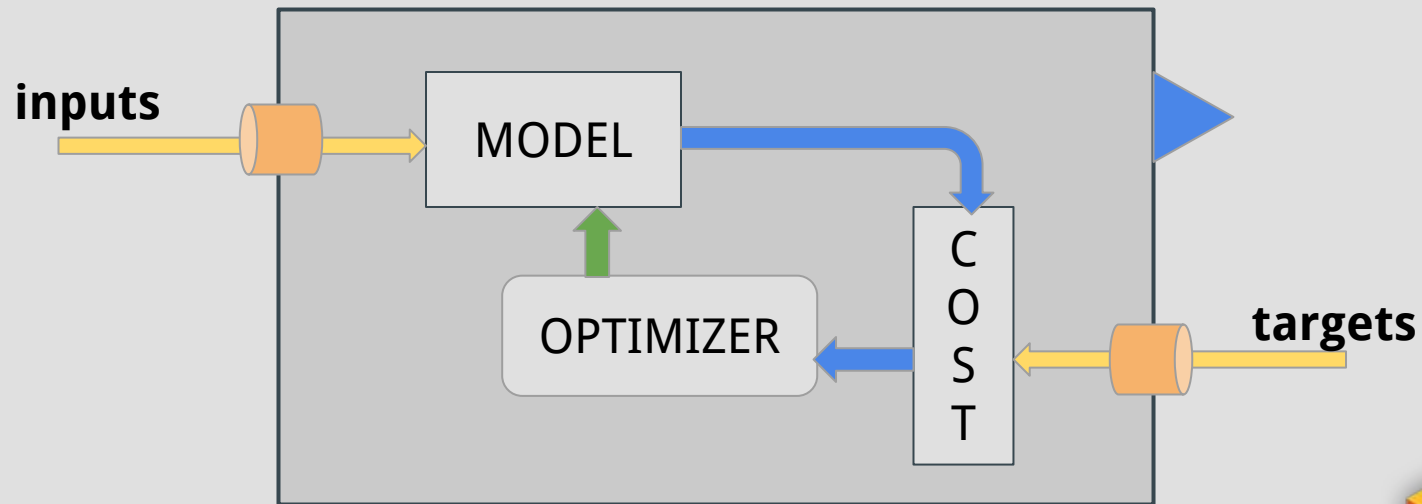 inputs
MODEL
C
O
S
T
OPTIMIZER
targets